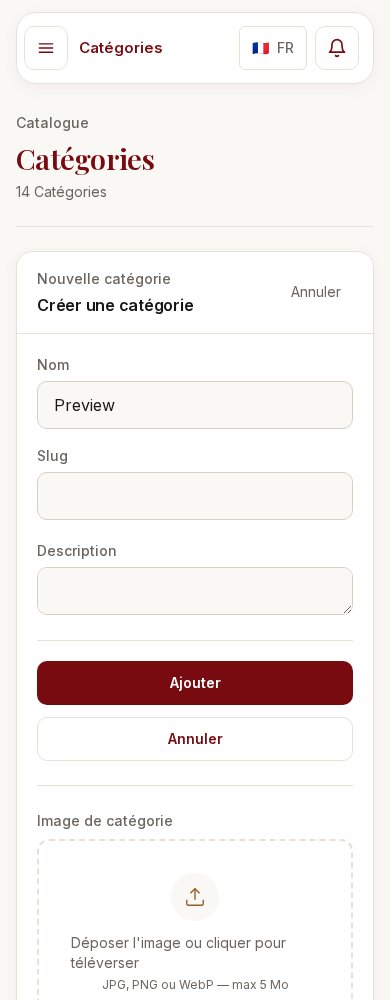 Catégories
FR
Catalogue
Catégories
14 Catégories
Nouvelle catégorie
Créer une catégorie
Annuler
Nom
Preview
Slug
Description
Ajouter
Annuler
Image de catégorie
Déposer l'image ou cliquer pour
téléverser
JPG, PNG ou WebP — max 5 Mo